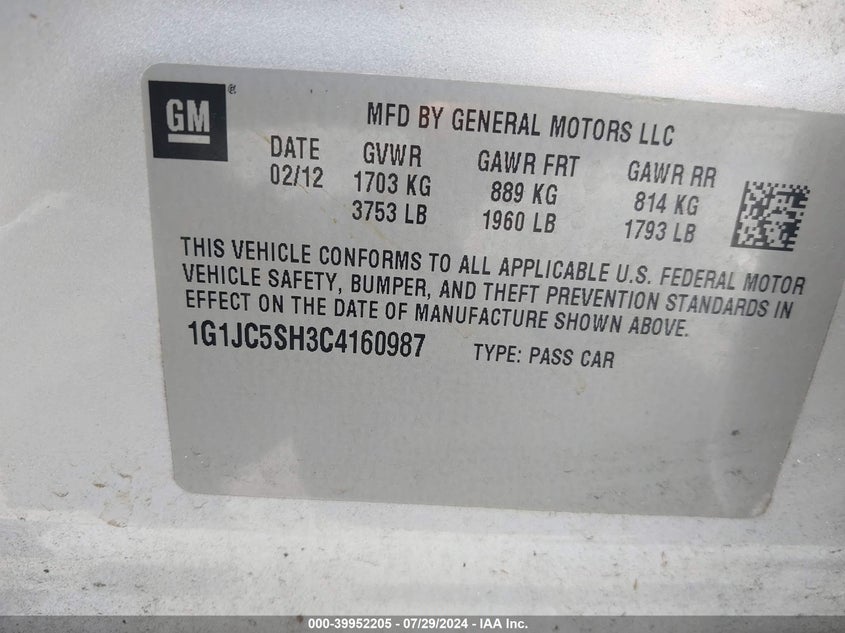 GM ®
MFD BY GENERAL MOTORS LLC
DATE GVWR GAWR FRT GAWR RR
02/12 1703 KG 889 KG 814 KG
3753 LB 1960 LB 1793 LB
THIS VEHICLE CONFORMS TO ALL APPLICABLE U.S. FEDERAL MOTOR
VEHICLE SAFETY, BUMPER, AND THEFT PREVENTION STANDARDS IN
EFFECT ON THE DATE OF MANUFACTURE SHOWN ABOVE.
1G1JC5SH3C4160987 TYPE: PASS CAR
000-39952205 - 07/29/2024 - IAA Inc.